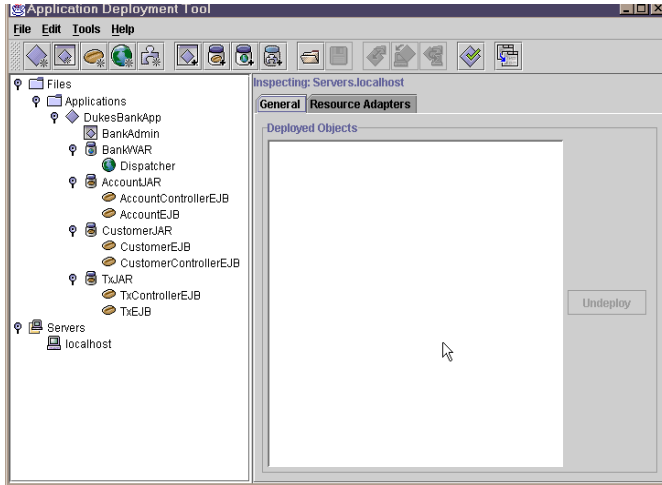 Application Deployment Tool
File Edit Tools Help
Files
Applications
DukesBankApp
BankAdmin
BankWAR
Dispatcher
AccountJAR
AccountControllerEJB
AccountEJB
CustomerJAR
CustomerEJB
CustomerControllerEJB
TxJAR
TxControllerEJB
TxEJB
Servers
localhost
Inspecting: Servers.localhost
General Resource Adapters
Deployed Objects
Undeploy